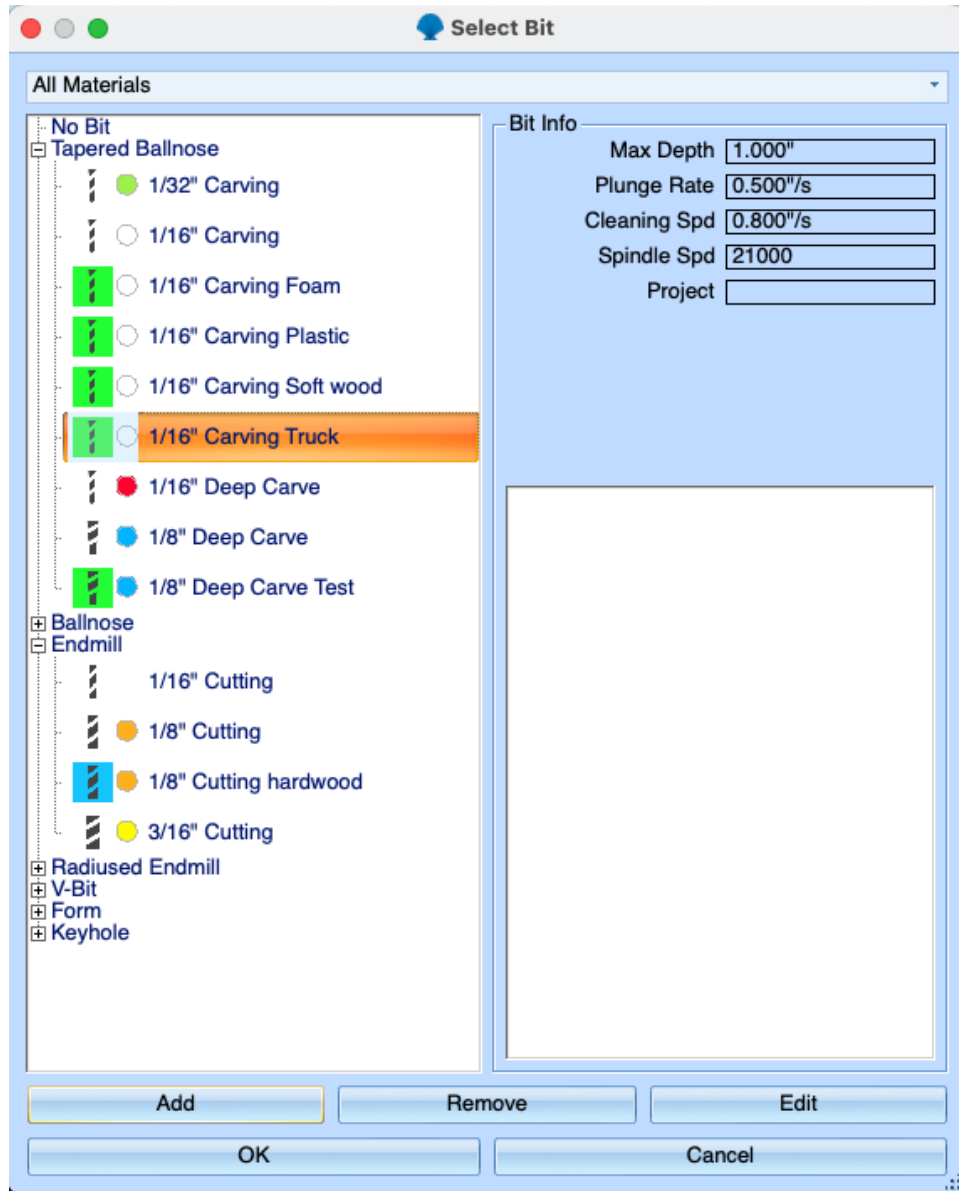 Select Bit
All Materials
No Bit
Tapered Ballnose
1/32" Carving
1/16" Carving
1/16" Carving Foam
1/16" Carving Plastic
1/16" Carving Soft wood
1/16" Carving Truck
1/16" Deep Carve
1/8" Deep Carve
1/8" Deep Carve Test
Ballnose
Endmill
1/16" Cutting
1/8" Cutting
1/8" Cutting hardwood
3/16" Cutting
Radiused Endmill
V-Bit
Form
Keyhole
Bit Info
Max Depth 1.000"
Plunge Rate 0.500"/s
Cleaning Spd 0.800"/s
Spindle Spd 21000
Project
Add Remove Edit
OK Cancel